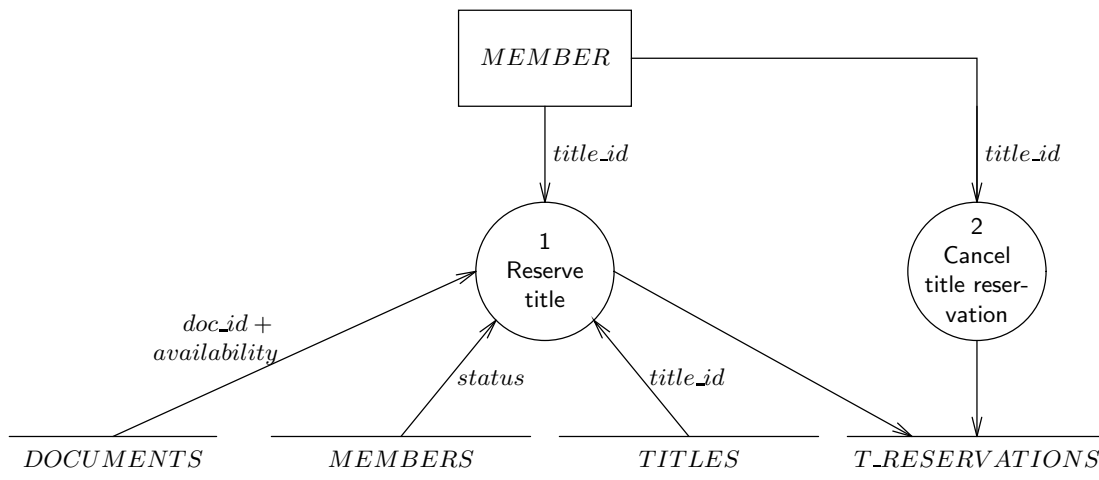 MEMBER
title_id
title_id
1
Reserve
title
2
Cancel
title reser-
vation
doc_id +
availability
status
title_id
DOCUMENTS
MEMBERS
TITLES
T_RESERVATIONS